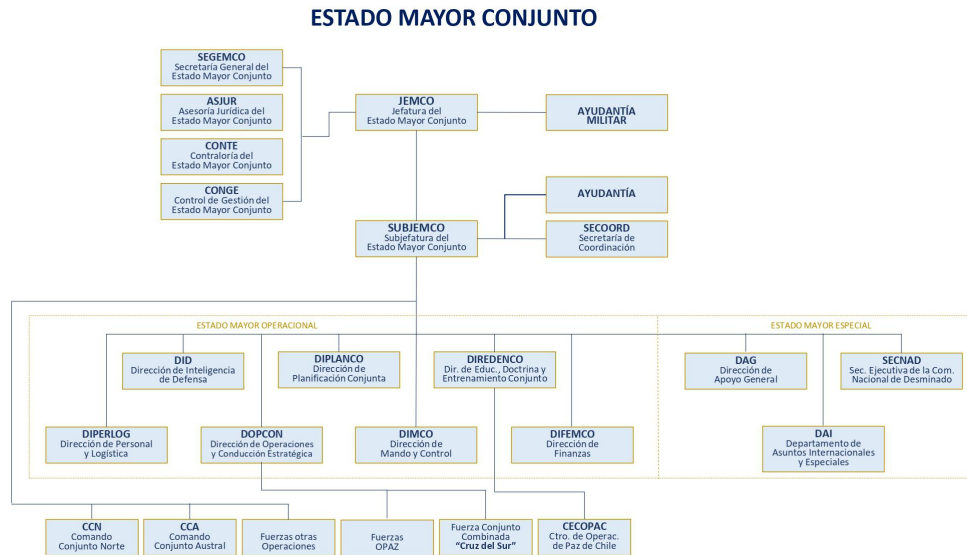 ESTADO MAYOR CONJUNTO
SEGEMCO
Secretaría General del
Estado Mayor Conjunto
ASJUR
Asesoría Jurídica del
Estado Mayor Conjunto
CONTE
Contraloría del
Estado Mayor Conjunto
CONGE
Control de Gestión del
Estado Mayor Conjunto
JEMCO
Jefatura del
Estado Mayor Conjunto
AYUDANTÍA
MILITAR
AYUDANTÍA
SUBJEMCO
Subjefatura del
Estado Mayor Conjunto
SECOORD
Secretaría de
Coordinación
ESTADO MAYOR OPERACIONAL
ESTADO MAYOR ESPECIAL
DID
Dirección de Inteligencia
de Defensa
DIPLANCO
Dirección de
Planificación Conjunta
DIREDENCO
Dir. de Educ., Doctrina y
Entrenamiento Conjunto
DAG
Dirección de
Apoyo General
SECNAD
Sec. Ejecutiva de la Com.
Nacional de Desminado
DIPERLOG
Dirección de Personal
y Logística
DOPCON
Dirección de Operaciones
y Conducción Estratégica
DIMCO
Dirección de
Mando y Control
DIFEMCO
Dirección de
Finanzas
DAI
Departamento de
Asuntos Internacionales
y Especiales
CCN
Comando
Conjunto Norte
CCA
Comando
Conjunto Austral
Fuerzas otras
Operaciones
Fuerzas
OPAZ
Fuerza Conjunto
Combinada
"Cruz del Sur"
CECOPAC
Ctro. de Operac.
de Paz de Chile